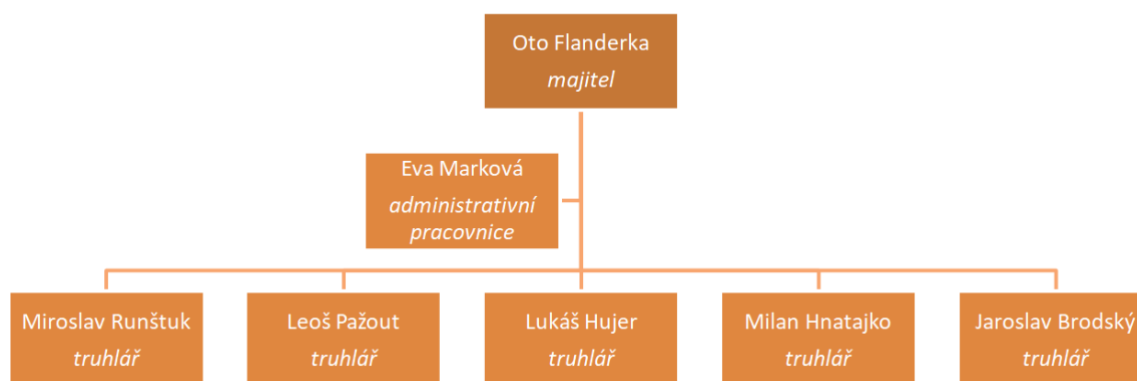 Oto Flanderka
majitel
Eva Marková
administrativní
pracovnice
Miroslav Runštuk
truhlář
Leoš Pažout
truhlář
Lukáš Hujer
truhlář
Milan Hnatajko
truhlář
Jaroslav Brodský
truhlář